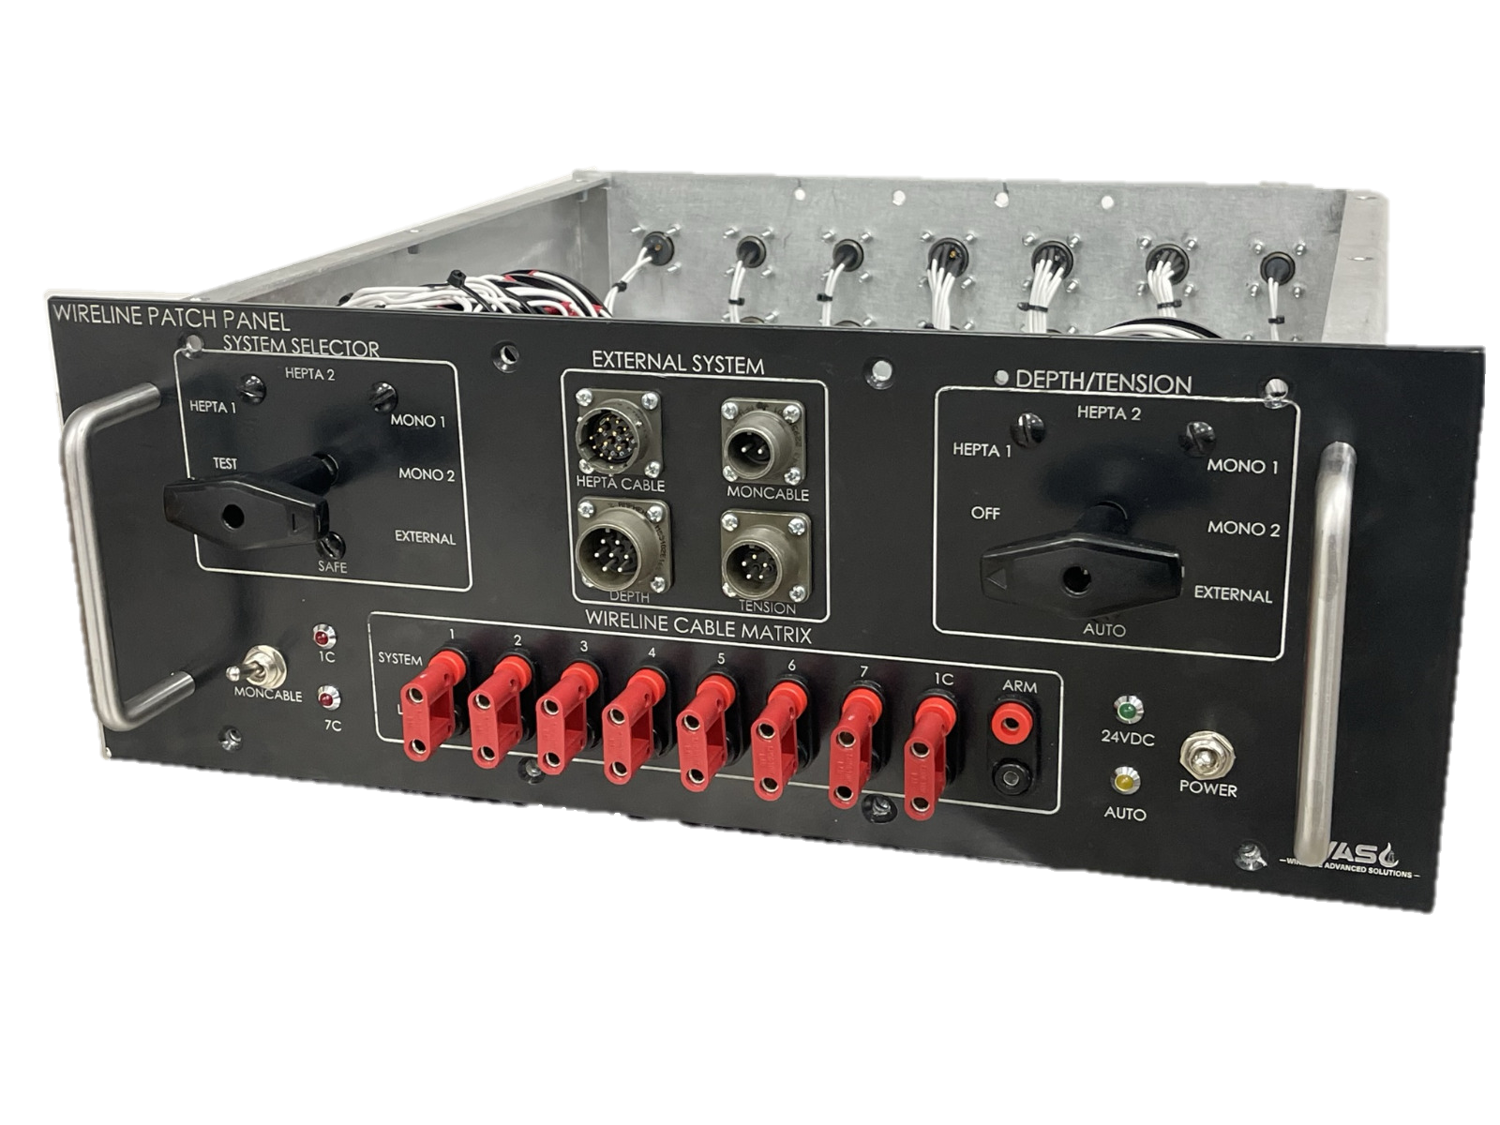 WIRELINE PATCH PANEL
SYSTEM SELECTOR
HEPTA 2
HEPTA 1
MONO 1
TEST
MONO 2
EXTERNAL
SAFE
EXTERNAL SYSTEM
HEPTA CABLE
MONCABLE
DEPTH
TENSION
DEPTH/TENSION
HEPTA 2
HEPTA 1
MONO 1
OFF
MONO 2
EXTERNAL
AUTO
WIRELINE CABLE MATRIX
1 2 3 4 5 6 7 1C ARM
SYSTEM
MONCABLE
1C
7C
24VDC
AUTO
POWER
ADVANCED SOLUTIONS